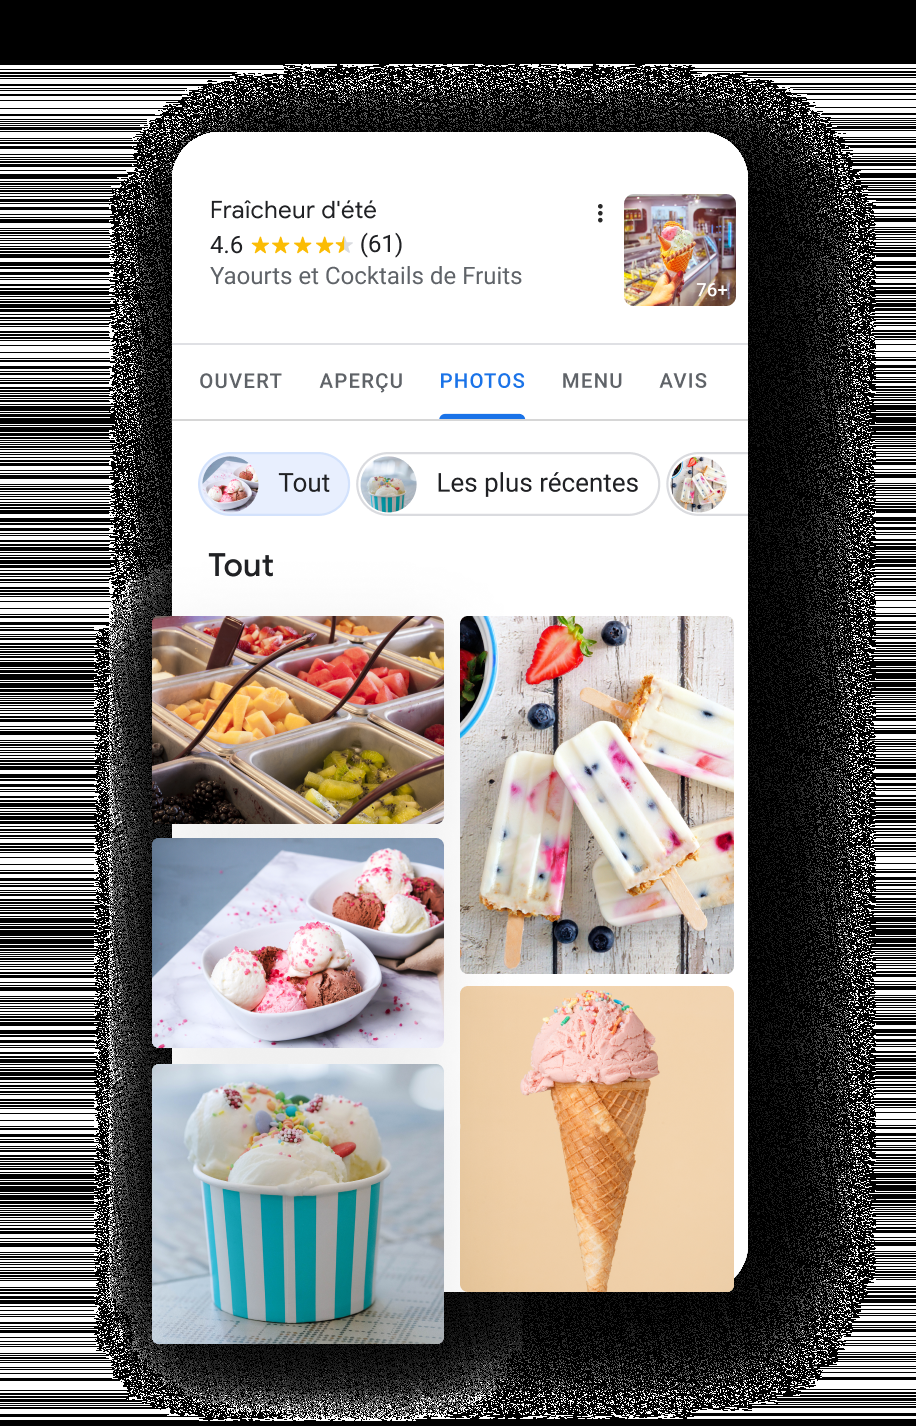 Fraîcheur d'été
4.6 (61)
Yaourts et Cocktails de Fruits
76+
OUVERT APERÇU PHOTOS MENU AVIS
Tout Les plus récentes
Tout